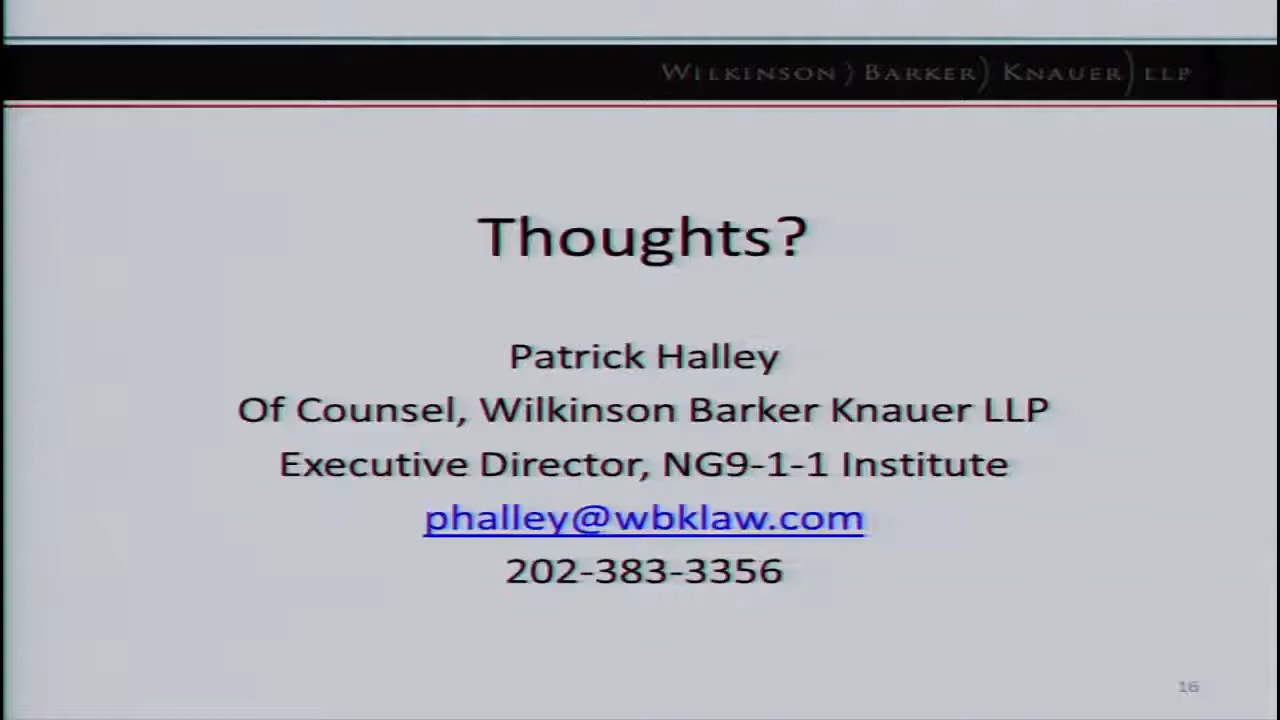 WILKINSON ) BARKER ) KNAUER ) LLP
Thoughts?
Patrick Halley
Of Counsel, Wilkinson Barker Knauer LLP
Executive Director, NG9-1-1 Institute
phalley@wbklaw.com
202-383-3356
16